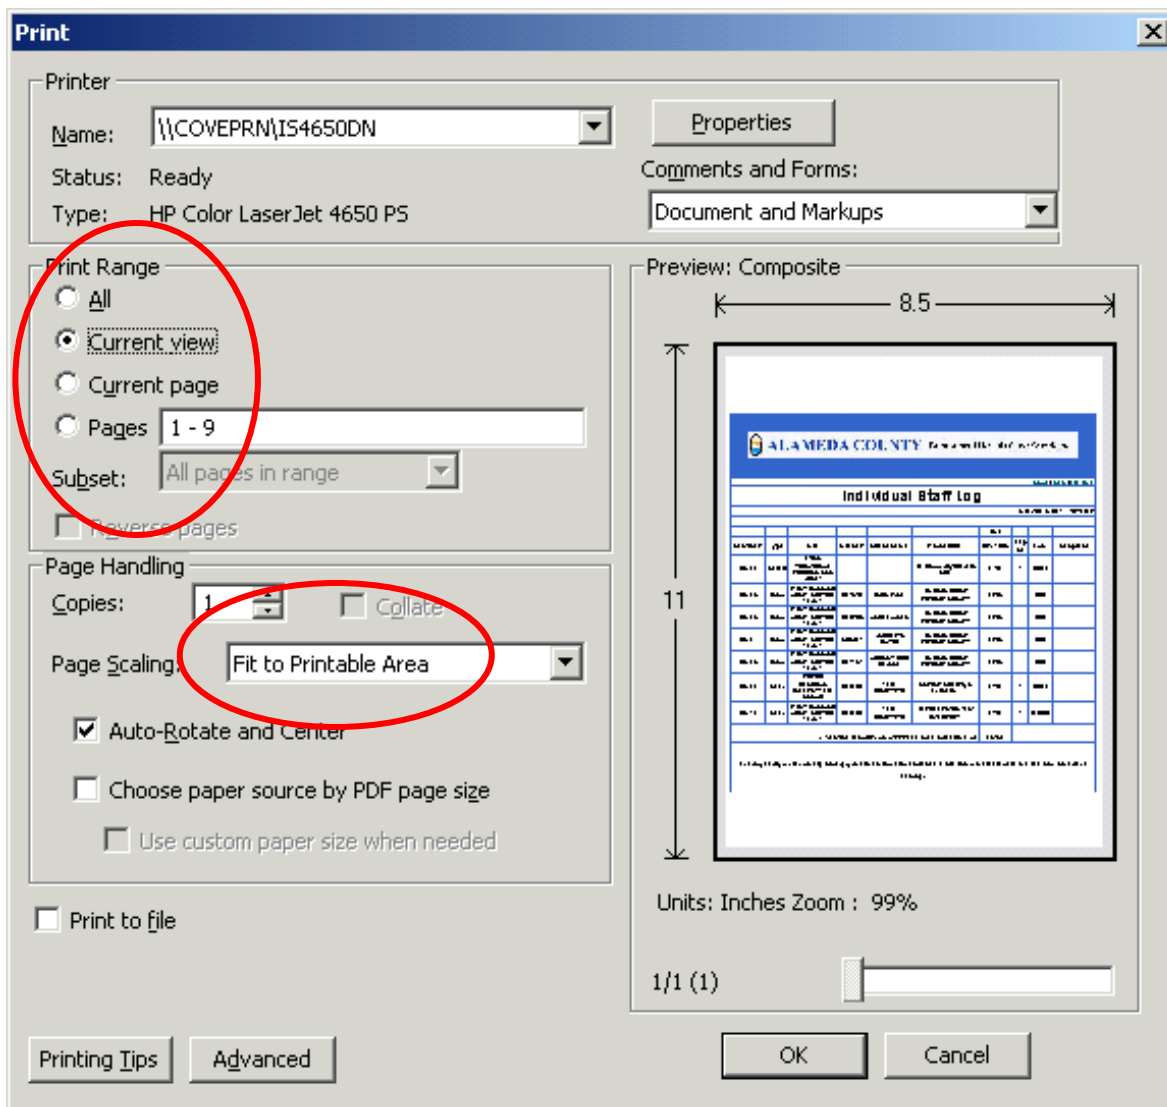 Print
Printer
Name: \\COVEPRN\IS4650DN
Properties
Status: Ready
Comments and Forms:
Type: HP Color LaserJet 4650 PS
Document and Markups
Print Range
All
Current view
Current page
Pages 1 - 9
Subset: All pages in range
Reverse pages
Page Handling
Copies: 1
Collate
Page Scaling: Fit to Printable Area
Auto-Rotate and Center
Choose paper source by PDF page size
Use custom paper size when needed
Print to file
Preview: Composite
8.5
11
ALAMEDA COUNTY
Individual Staff Log
Units: Inches Zoom : 99%
1/1 (1)
Printing Tips
Advanced
OK
Cancel